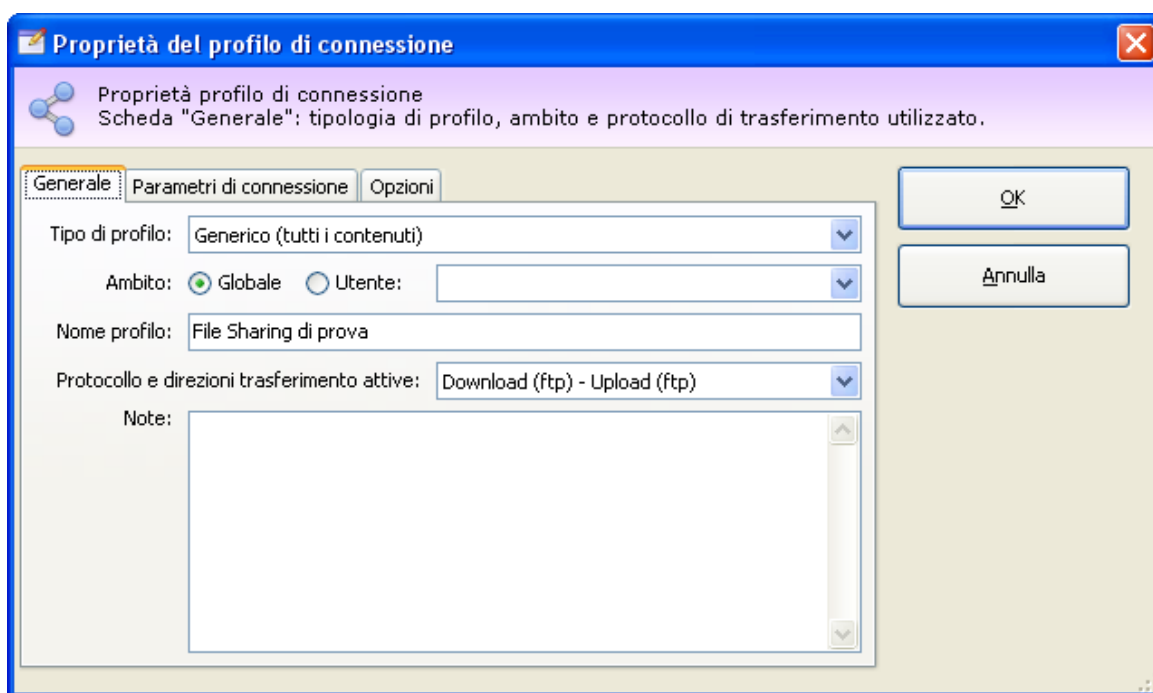 Proprietà del profilo di connessione
Proprietà profilo di connessione
Scheda "Generale": tipologia di profilo, ambito e protocollo di trasferimento utilizzato.
Generale Parametri di connessione Opzioni
OK
Tipo di profilo: Generico (tutti i contenuti)
Ambito: Globale Utente:
Annulla
Nome profilo: File Sharing di prova
Protocollo e direzioni trasferimento attive: Download (ftp) - Upload (ftp)
Note: